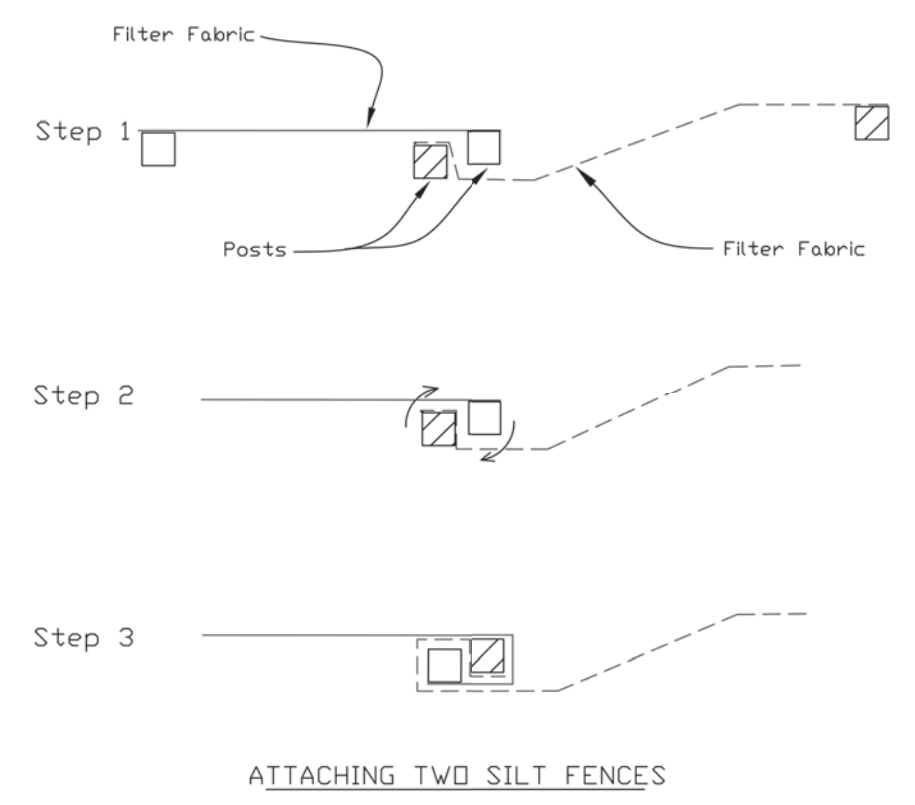 Filter Fabric
Step 1
Posts
Filter Fabric
Step 2
Step 3
ATTACHING TWO SILT FENCES